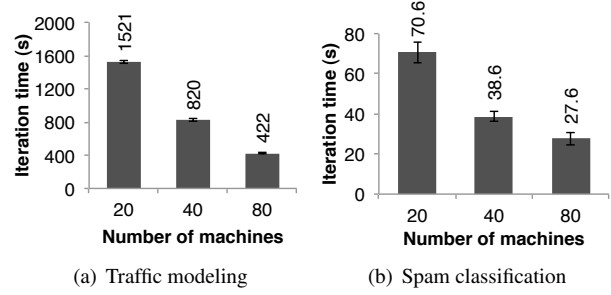 Iteration time (s)
2000
1600
1200
800
400
0
1521
820
422
20 40 80
Number of machines
(a) Traffic modeling
Iteration time (s)
80
60
40
20
0
70.6
38.6
27.6
20 40 80
Number of machines
(b) Spam classification